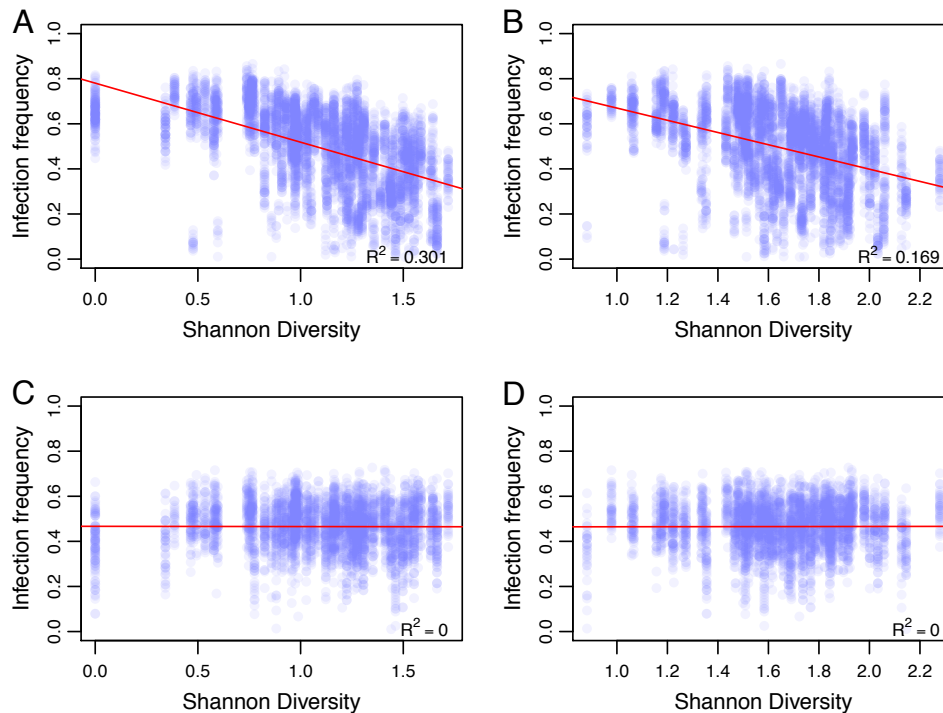 A
Infection frequency
0.0 0.2 0.4 0.6 0.8 1.0
R² = 0.301
0.0 0.5 1.0 1.5
Shannon Diversity
B
Infection frequency
0.0 0.2 0.4 0.6 0.8 1.0
R² = 0.169
1.0 1.2 1.4 1.6 1.8 2.0 2.2
Shannon Diversity
C
Infection frequency
0.0 0.2 0.4 0.6 0.8 1.0
R² = 0
0.0 0.5 1.0 1.5
Shannon Diversity
D
Infection frequency
0.0 0.2 0.4 0.6 0.8 1.0
R² = 0
1.0 1.2 1.4 1.6 1.8 2.0 2.2
Shannon Diversity